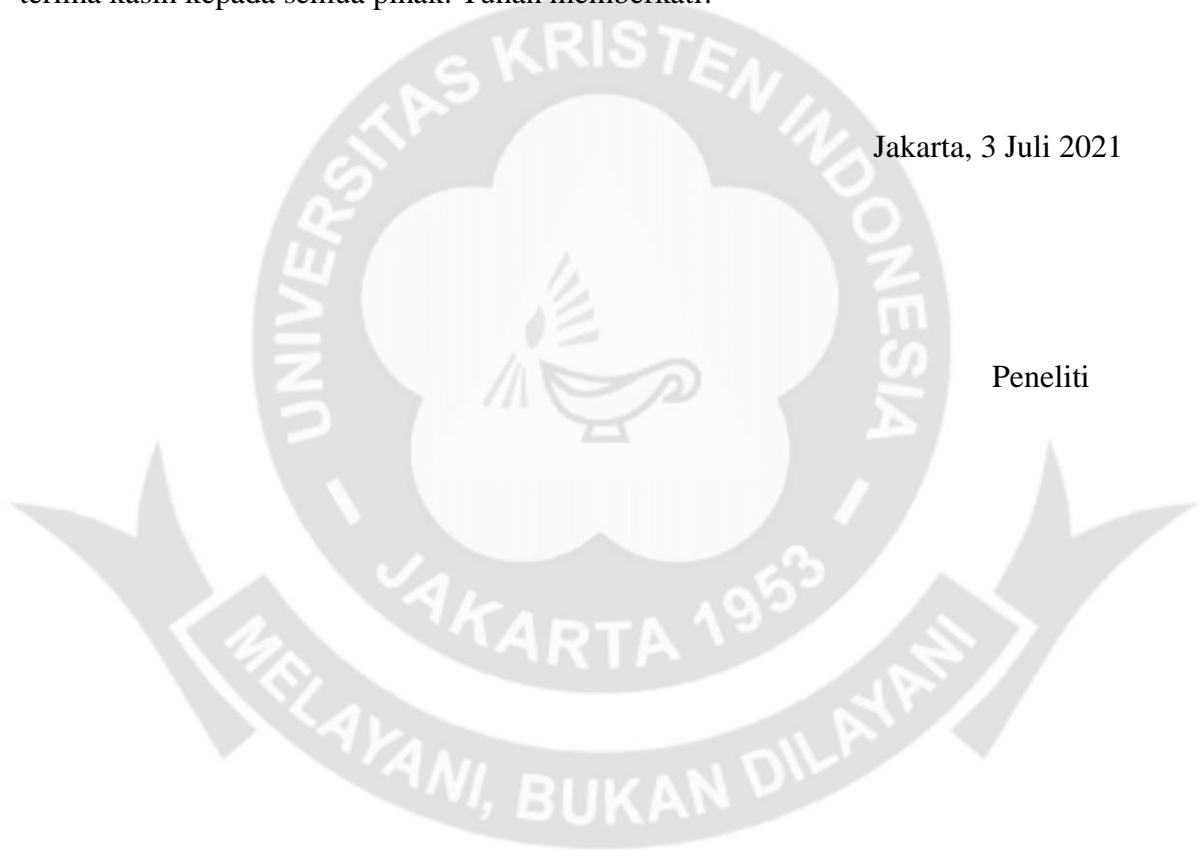 terima kasih kepada semua pihak. Tuhan memberkati.
Jakarta, 3 Juli 2021
Peneliti
UNIVERSITAS KRISTEN INDONESIA
- JAKARTA 1953 -
MELAYANI, BUKAN DILAYANI